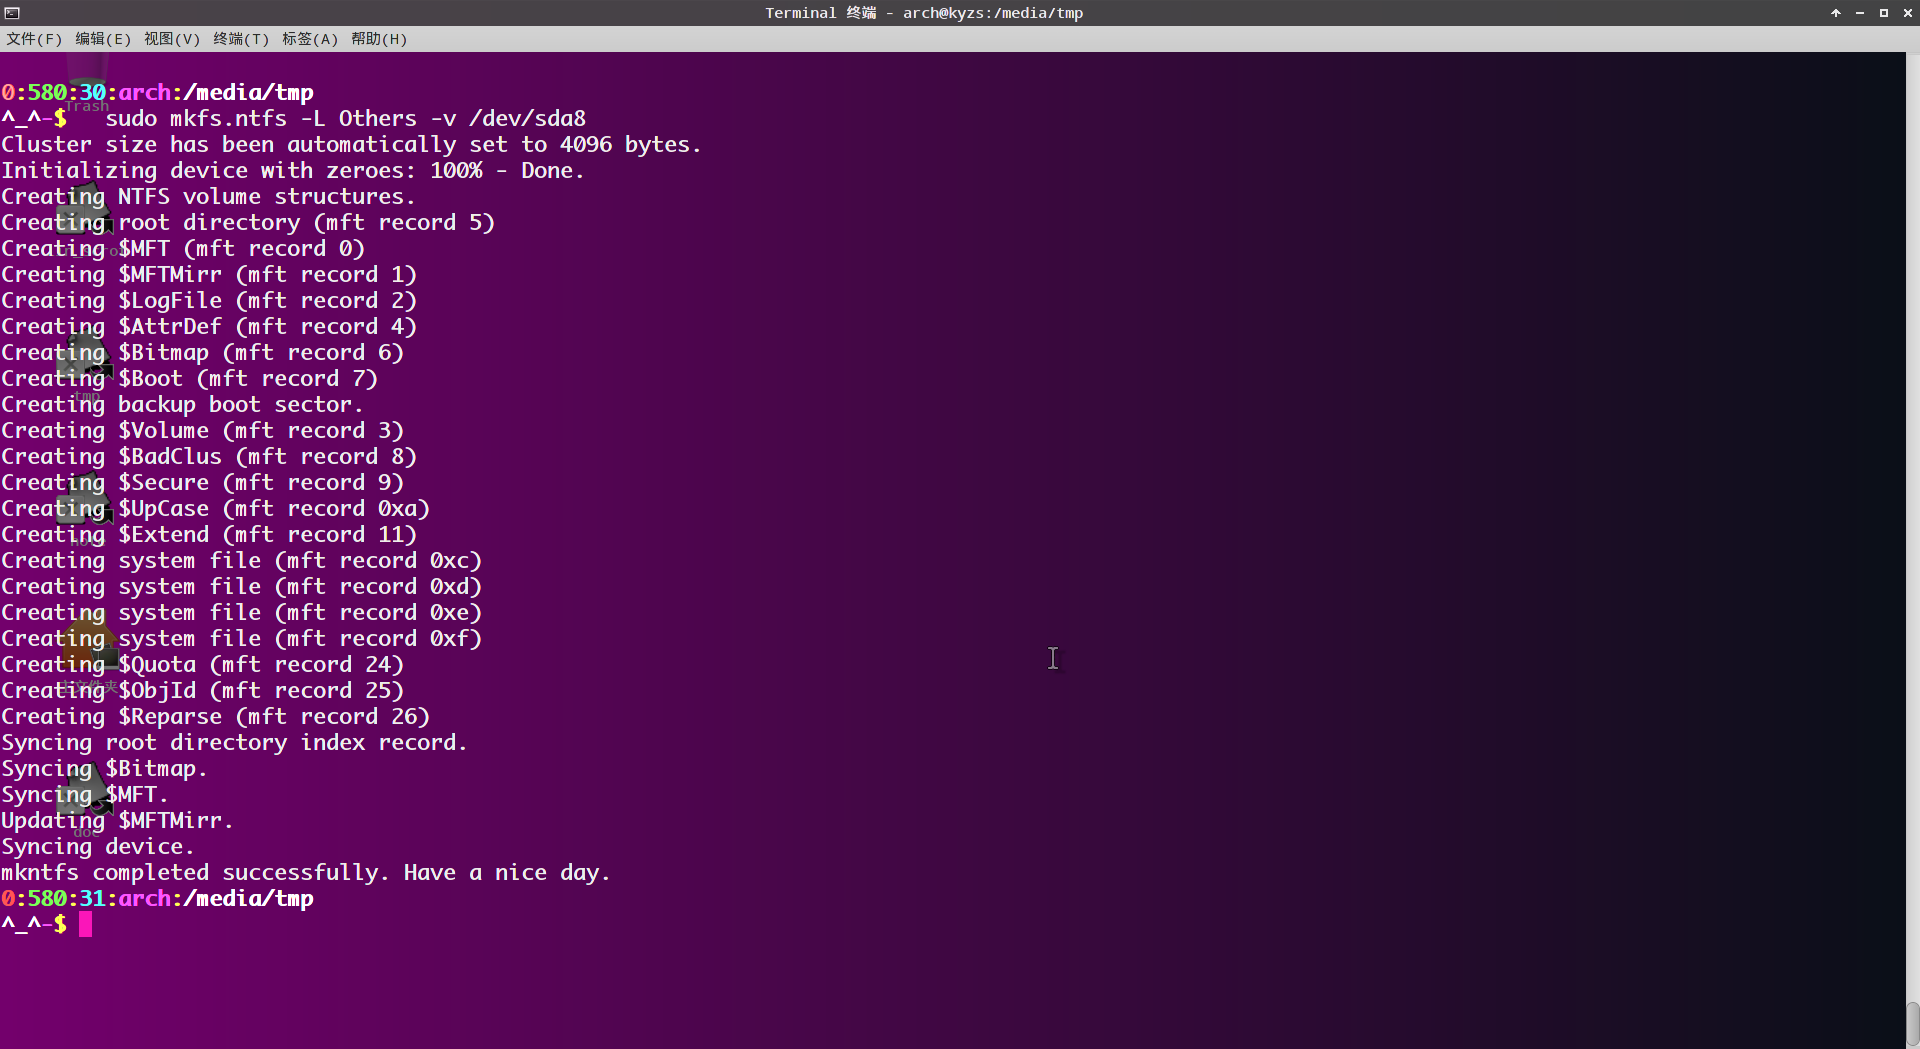 Terminal 终端 - arch@kyzs:/media/tmp
文件(F) 编辑(E) 视图(V) 终端(T) 标签(A) 帮助(H)
0:580:30:arch:/media/tmp
Trash
^_^-$   sudo mkfs.ntfs -L Others -v /dev/sda8
Cluster size has been automatically set to 4096 bytes.
Initializing device with zeroes: 100% - Done.
Creating NTFS volume structures.
Creating root directory (mft record 5)
Creating $MFT (mft record 0)
Creating $MFTMirr (mft record 1)
Creating $LogFile (mft record 2)
Creating $AttrDef (mft record 4)
Creating $Bitmap (mft record 6)
Creating $Boot (mft record 7)
tmp
Creating backup boot sector.
Creating $Volume (mft record 3)
Creating $BadClus (mft record 8)
Creating $Secure (mft record 9)
Creating $UpCase (mft record 0xa)
Creating $Extend (mft record 11)
Creating system file (mft record 0xc)
Creating system file (mft record 0xd)
Creating system file (mft record 0xe)
Creating system file (mft record 0xf)
Creating $Quota (mft record 24)
主文件夹
Creating $ObjId (mft record 25)
Creating $Reparse (mft record 26)
Syncing root directory index record.
Syncing $Bitmap.
Syncing $MFT.
Updating $MFTMirr.
doc
Syncing device.
mkntfs completed successfully. Have a nice day.
0:580:31:arch:/media/tmp
^_^-$